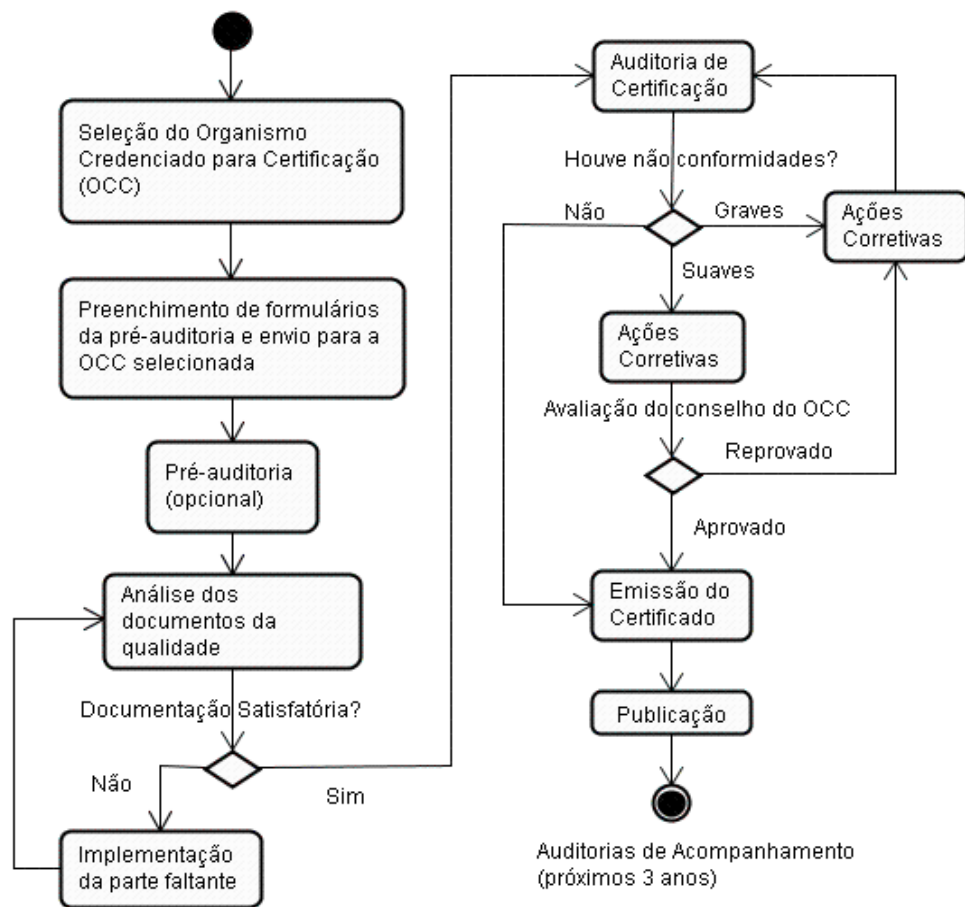 Seleção do Organismo
Credenciado para Certificação
(OCC)
Preenchimento de formulários
da pré-auditoria e envio para a
OCC selecionada
Pré-auditoria
(opcional)
Análise dos
documentos da
qualidade
Documentação Satisfatória?
Não
Sim
Implementação
da parte faltante
Auditoria de
Certificação
Houve não conformidades?
Não
Graves
Ações
Corretivas
Suaves
Ações
Corretivas
Avaliação do conselho do OCC
Reprovado
Aprovado
Emissão do
Certificado
Publicação
Auditorias de Acompanhamento
(próximos 3 anos)